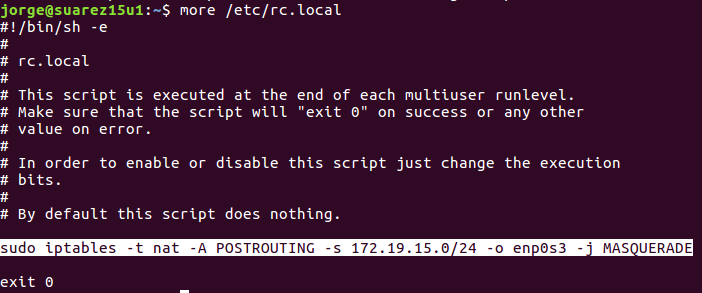 jorge@suarez15u1:~$ more /etc/rc.local
#!/bin/sh -e
#
# rc.local
#
# This script is executed at the end of each multiuser runlevel.
# Make sure that the script will "exit 0" on success or any other
# value on error.
#
# In order to enable or disable this script just change the execution
# bits.
#
# By default this script does nothing.
sudo iptables -t nat -A POSTROUTING -s 172.19.15.0/24 -o enp0s3 -j MASQUERADE
exit 0